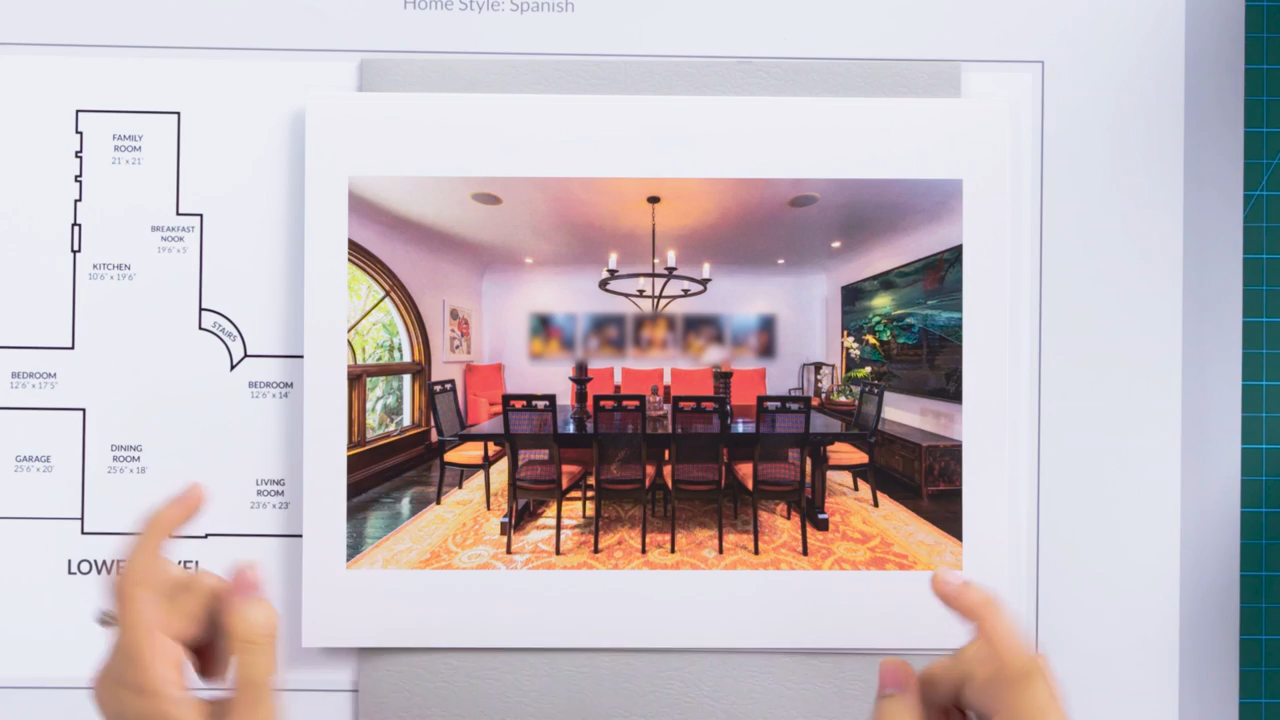 Home Style: Spanish
FAMILY
ROOM
21' x 21'
BREAKFAST
NOOK
19'6" x 5'
KITCHEN
10'6" x 19'6"
STAIRS
BEDROOM
12'6" x 17'5"
BEDROOM
12'6" x 14'
DINING
ROOM
25'6" x 18'
GARAGE
25'6" x 20'
LIVING
ROOM
23'6" x 23'